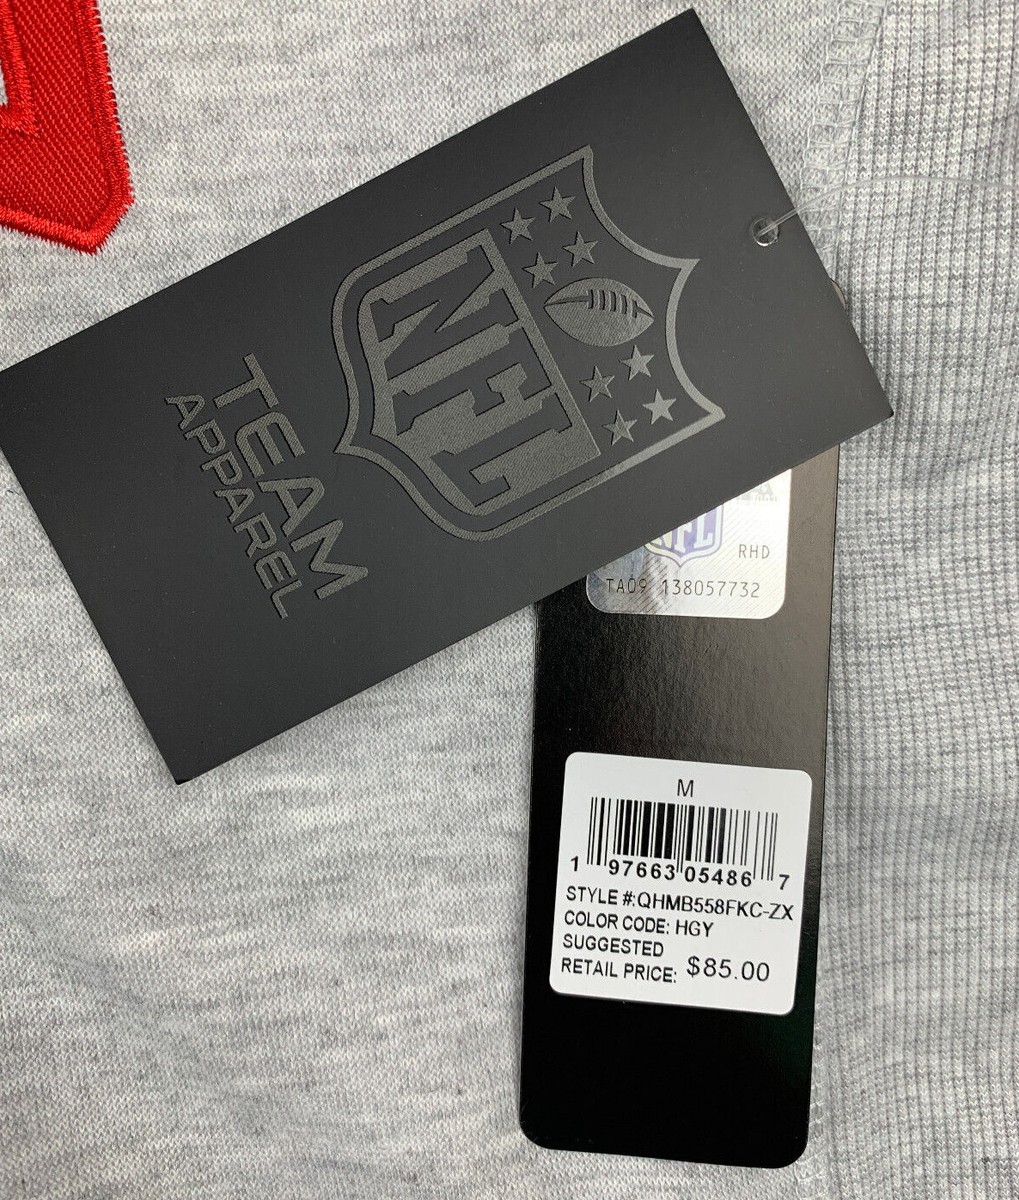 NFL
TEAM
APPAREL
NFL
RHD
TA09 138057732
M
1 97663 05486 7
STYLE #:QHMB558FKC-ZX
COLOR CODE: HGY
SUGGESTED
RETAIL PRICE: $85.00